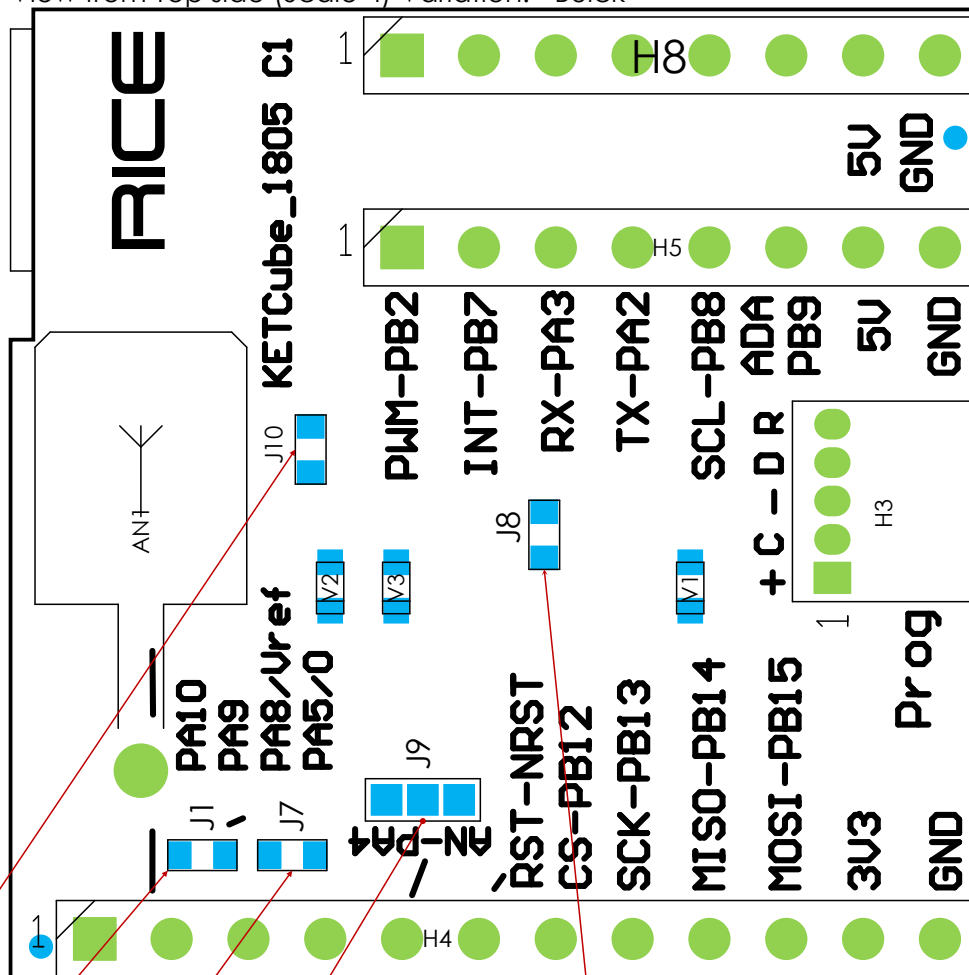 RICE
KETCube_1805 C1
1
H8
5V
GND
1
H5
PWM-PB2
INT-PB7
RX-PA3
TX-PA2
SCL-PB8
ADA
PB9
5V
GND
J10
AN1
J8
+ C - D R
H3
1
Prog
V2
V3
V1
PA10
PA9
PA8/Vref
PA5/0
J9
J1
J7
AN-PA4
RST-NRST
CS-PB12
SCK-PB13
MISO-PB14
MOSI-PB15
3V3
GND
1
H4